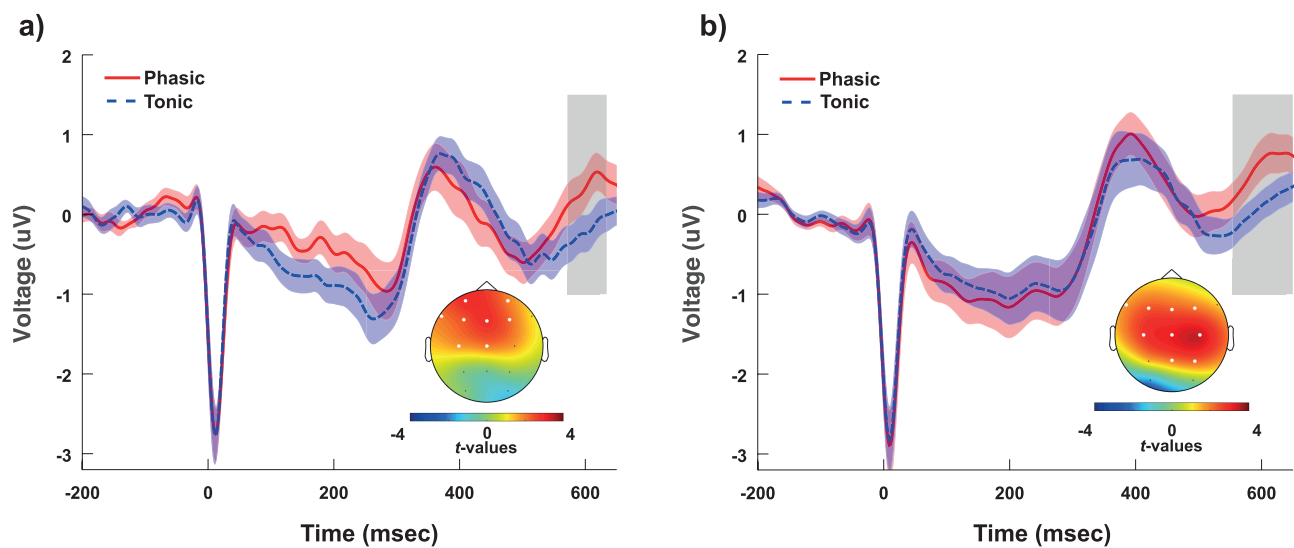 a)
2
1
0
-1
-2
-3
Voltage (uV)
Phasic
Tonic
-4 0 4
t-values
-200 0 200 400 600
Time (msec)
b)
2
1
0
-1
-2
-3
Voltage (uV)
Phasic
Tonic
-4 0 4
t-values
-200 0 200 400 600
Time (msec)